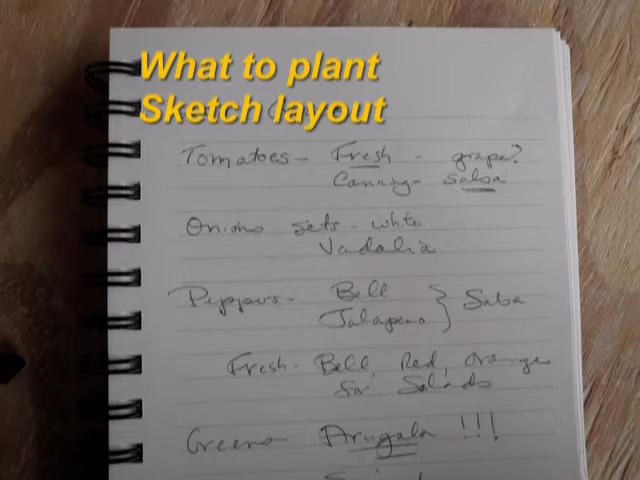 What to plant
Sketch layout
Tomatoes - Fresh - grape?
Canning - salsa
Onions sets - white
Vadalia
Peppers - Bell
Jalapeno } Salsa
Fresh - Bell, Red, Orange
for Salads
Greens Arugala !!!